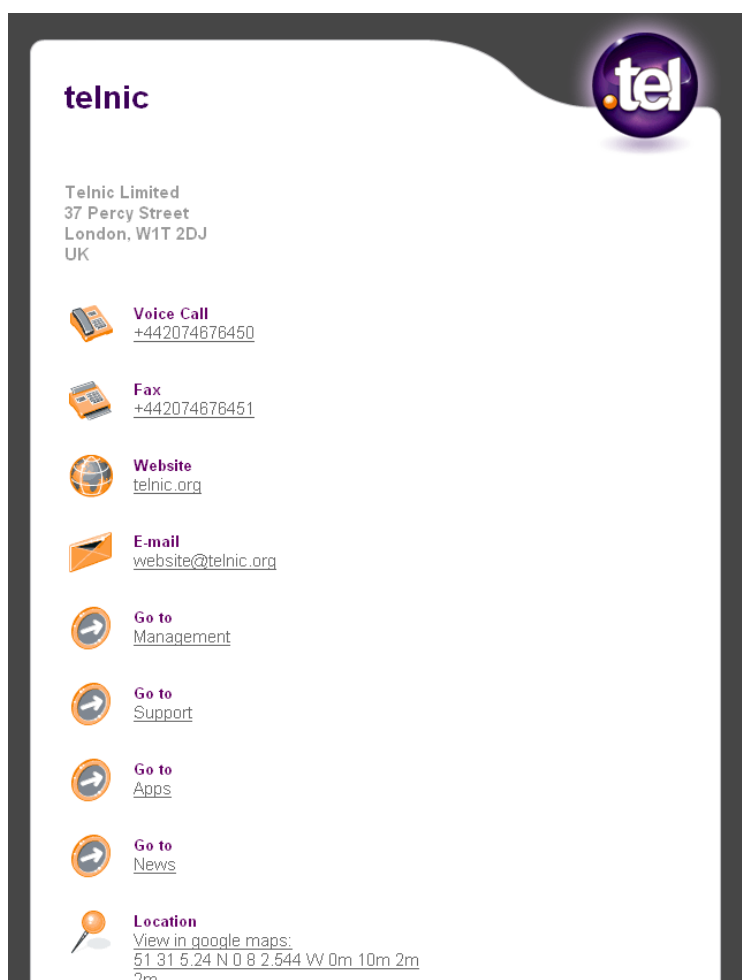 .tel
telnic
Telnic Limited
37 Percy Street
London, W1T 2DJ
UK
Voice Call
+442074676450
Fax
+442074676451
Website
telnic.org
E-mail
website@telnic.org
Go to
Management
Go to
Support
Go to
Apps
Go to
News
Location
View in google maps:
51 31 5.24 N 0 8 2.544 W 0m 10m 2m
2m